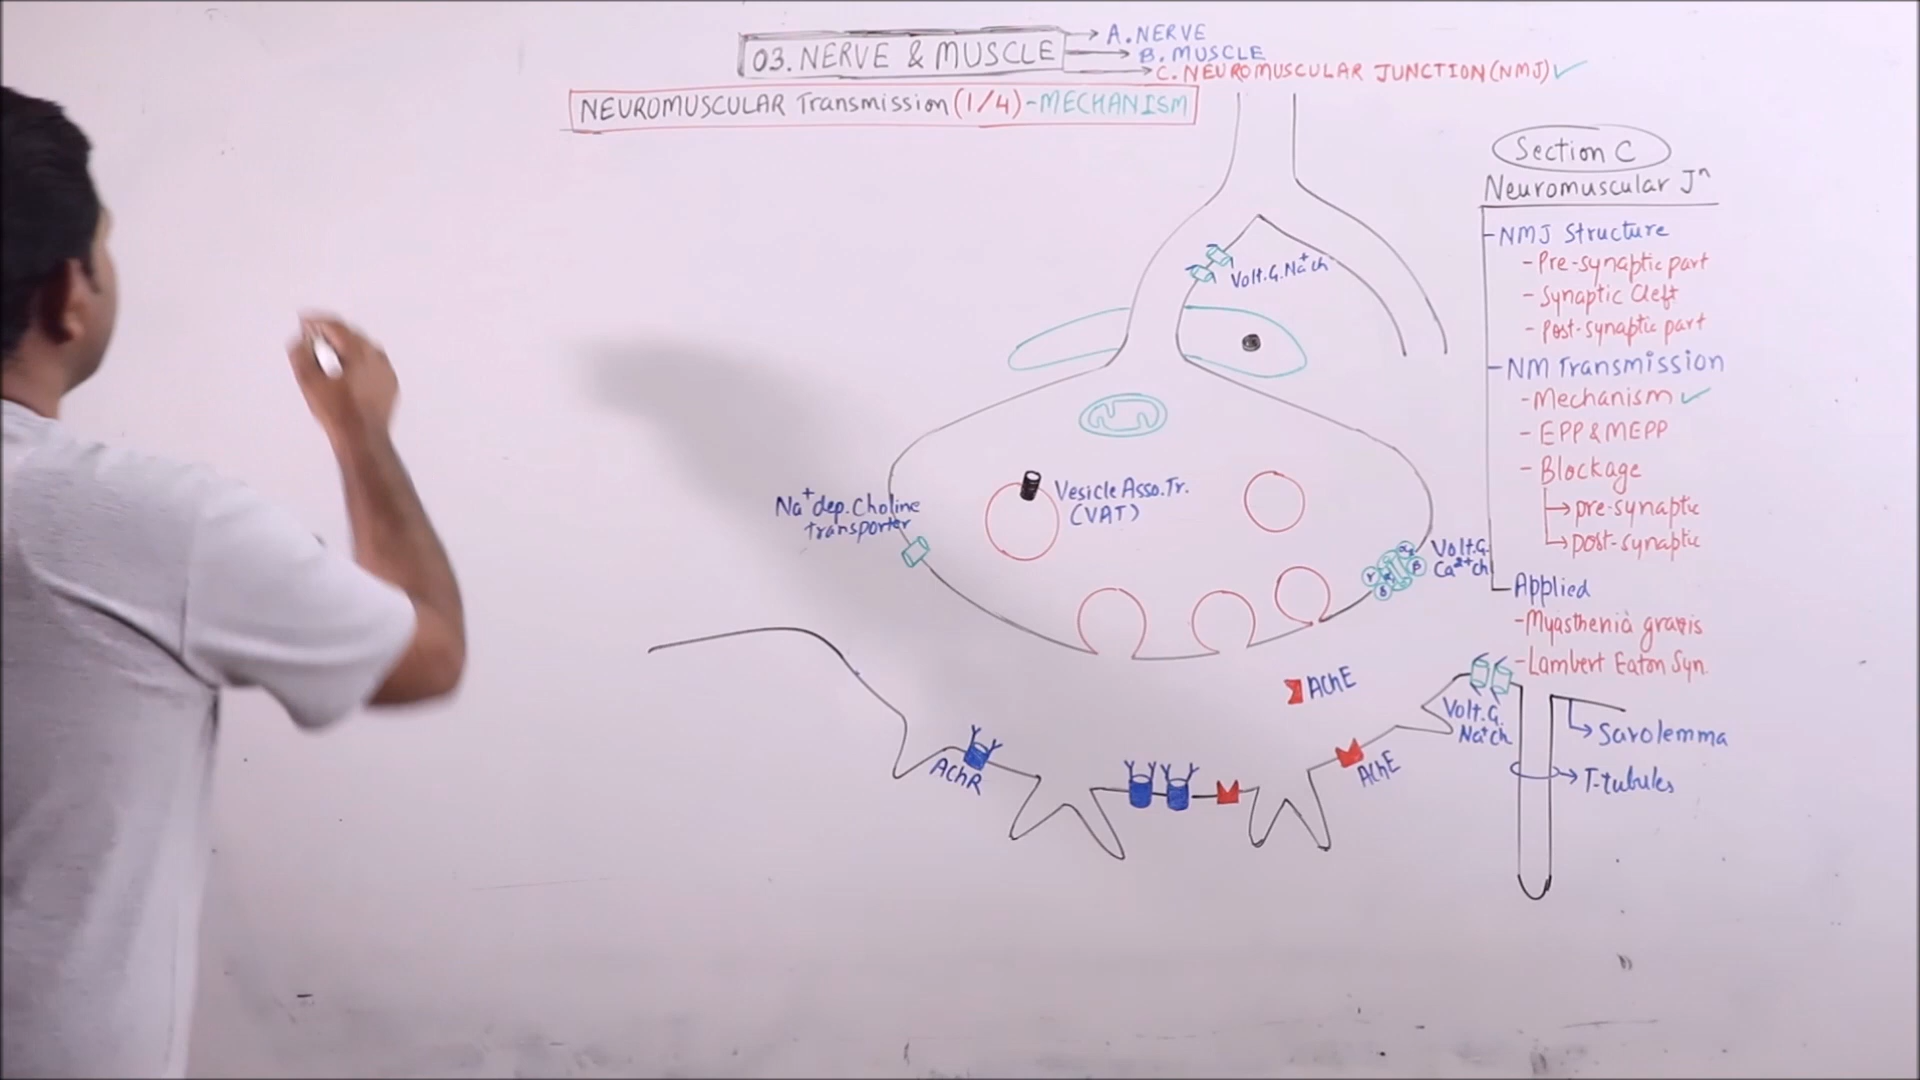 03. NERVE & MUSCLE
A. NERVE
B. MUSCLE
C. NEUROMUSCULAR JUNCTION (NMJ)✓
NEUROMUSCULAR Transmission (1/4) - MECHANISM
Volt. G. Na⁺ ch
Na⁺ dep. Choline
transporter
Vesicle Asso. Tr.
(VAT)
α
β
γ
α
δ
Volt. G.
Ca²⁺ ch
AchE
AchR
AchE
Volt. G.
Na⁺ ch
Sarolemma
T-tubules
Section C
Neuromuscular Jⁿ
- NMJ Structure
- Pre-synaptic part
- Synaptic Cleft
- Post-synaptic part
- NM Transmission
- Mechanism ✓
- EPP & MEPP
- Blockage
→ pre-synaptic
→ post-synaptic
- Applied
- Myasthenia gravis
- Lambert Eaton Syn.